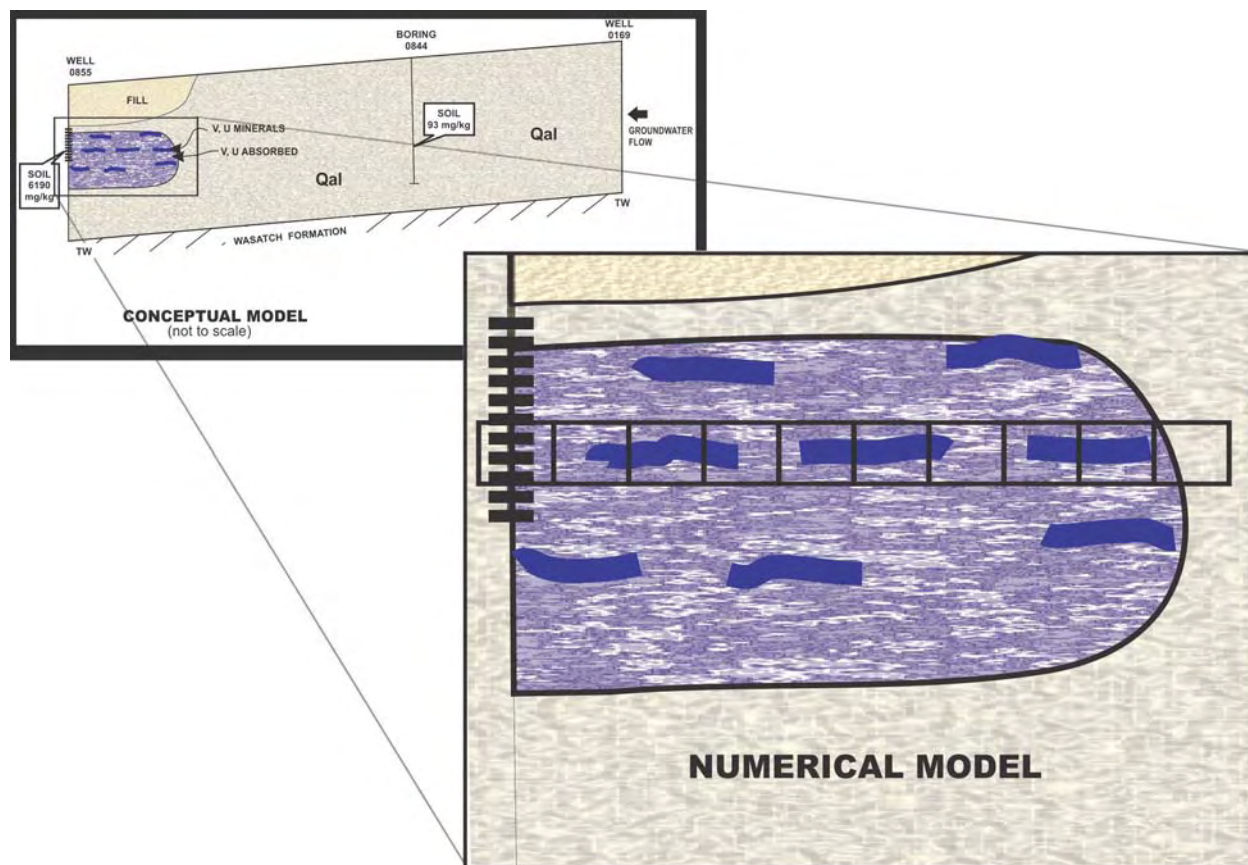 WELL
0169
BORING
0844
WELL
0855
FILL
SOIL
93 mg/kg
Qal
GROUNDWATER
FLOW
V, U MINERALS
V, U ABSORBED
SOIL
6190
mg/kg
Qal
TW
WASATCH FORMATION
TW
CONCEPTUAL MODEL
(not to scale)
NUMERICAL MODEL